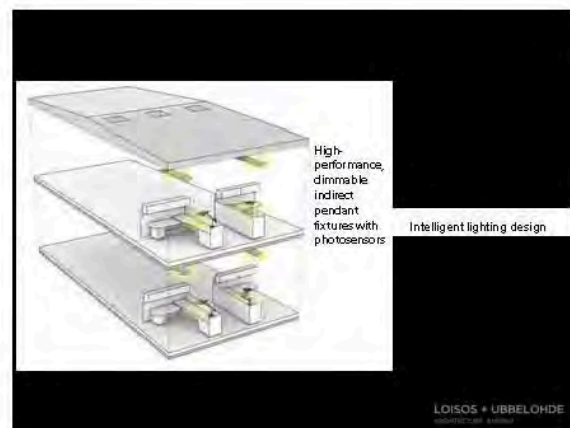 High-
performance,
dimmable
indirect
pendant
fixtures with
photosensors
Intelligent lighting design
LOISOS + UBBELOHDE